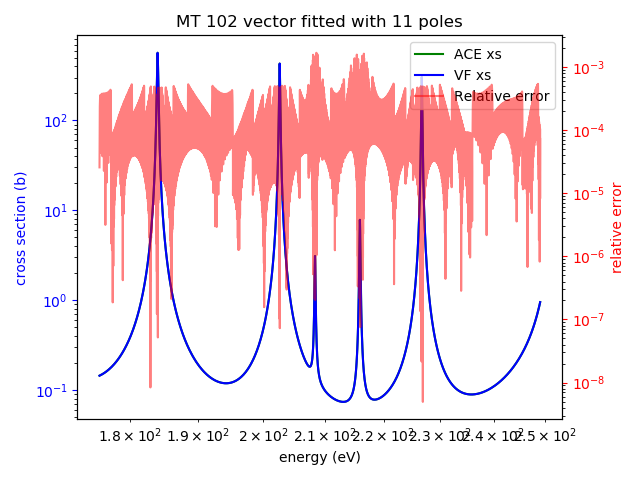 MT 102 vector fitted with 11 poles
ACE xs
VF xs
Relative error
10²
10¹
10⁰
10⁻¹
cross section (b)
10⁻³
10⁻⁴
10⁻⁵
10⁻⁶
10⁻⁷
10⁻⁸
relative error
1.8 × 10² 1.9 × 10² 2 × 10² 2.1 × 10² 2.2 × 10² 2.3 × 10² 2.4 × 10² 2.5 × 10²
energy (eV)